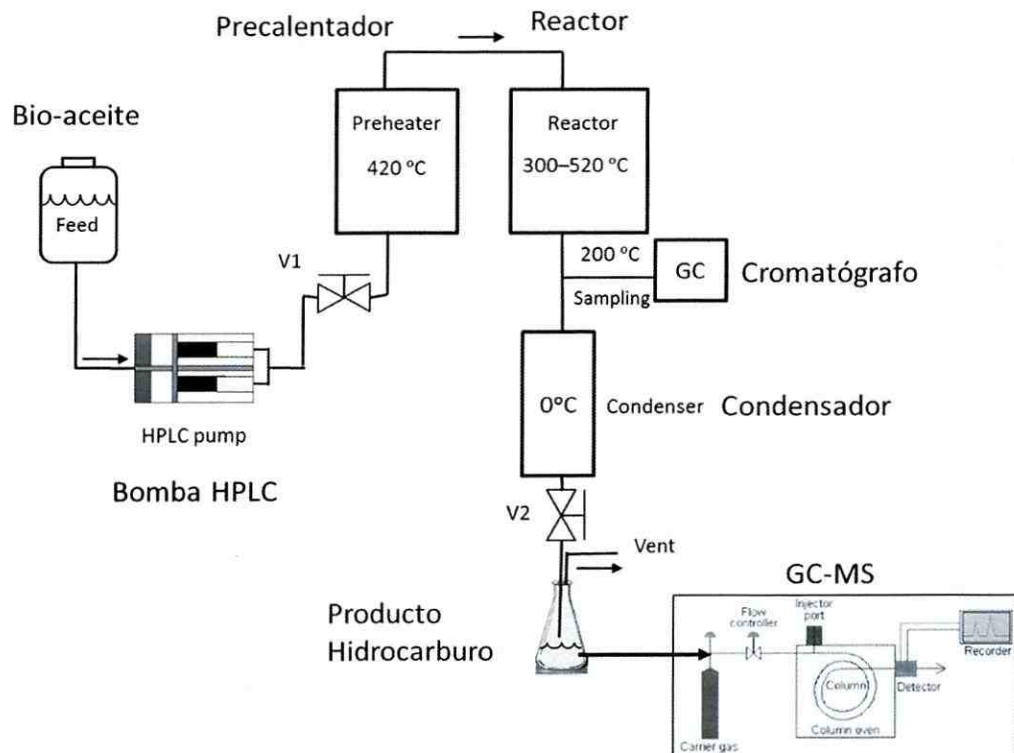 Precalentador
Reactor
Bio-aceite
Feed
Preheater
420 °C
Reactor
300–520 °C
V1
200 °C
Sampling
GC
Cromatógrafo
HPLC pump
Bomba HPLC
0°C
Condenser
Condensador
V2
Vent
Producto
Hidrocarburo
GC-MS
Flow
controller
Injector
port
Recorder
Column
Detector
Column oven
Carrier gas